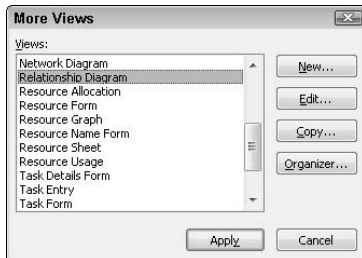 More Views
Views:
Network Diagram
Relationship Diagram
Resource Allocation
Resource Form
Resource Graph
Resource Name Form
Resource Sheet
Resource Usage
Task Details Form
Task Entry
Task Form
New...
Edit...
Copy...
Organizer...
Apply
Cancel